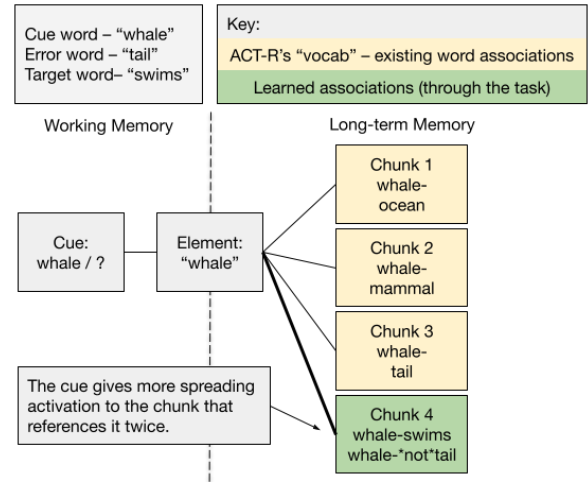 Cue word – “whale”
Error word – “tail”
Target word– “swims”
Key:
ACT-R’s “vocab” – existing word associations
Learned associations (through the task)
Working Memory
Long-term Memory
Cue:
whale / ?
Element:
“whale”
Chunk 1
whale-
ocean
Chunk 2
whale-
mammal
Chunk 3
whale-
tail
The cue gives more spreading
activation to the chunk that
references it twice.
Chunk 4
whale-swims
whale-*not*tail